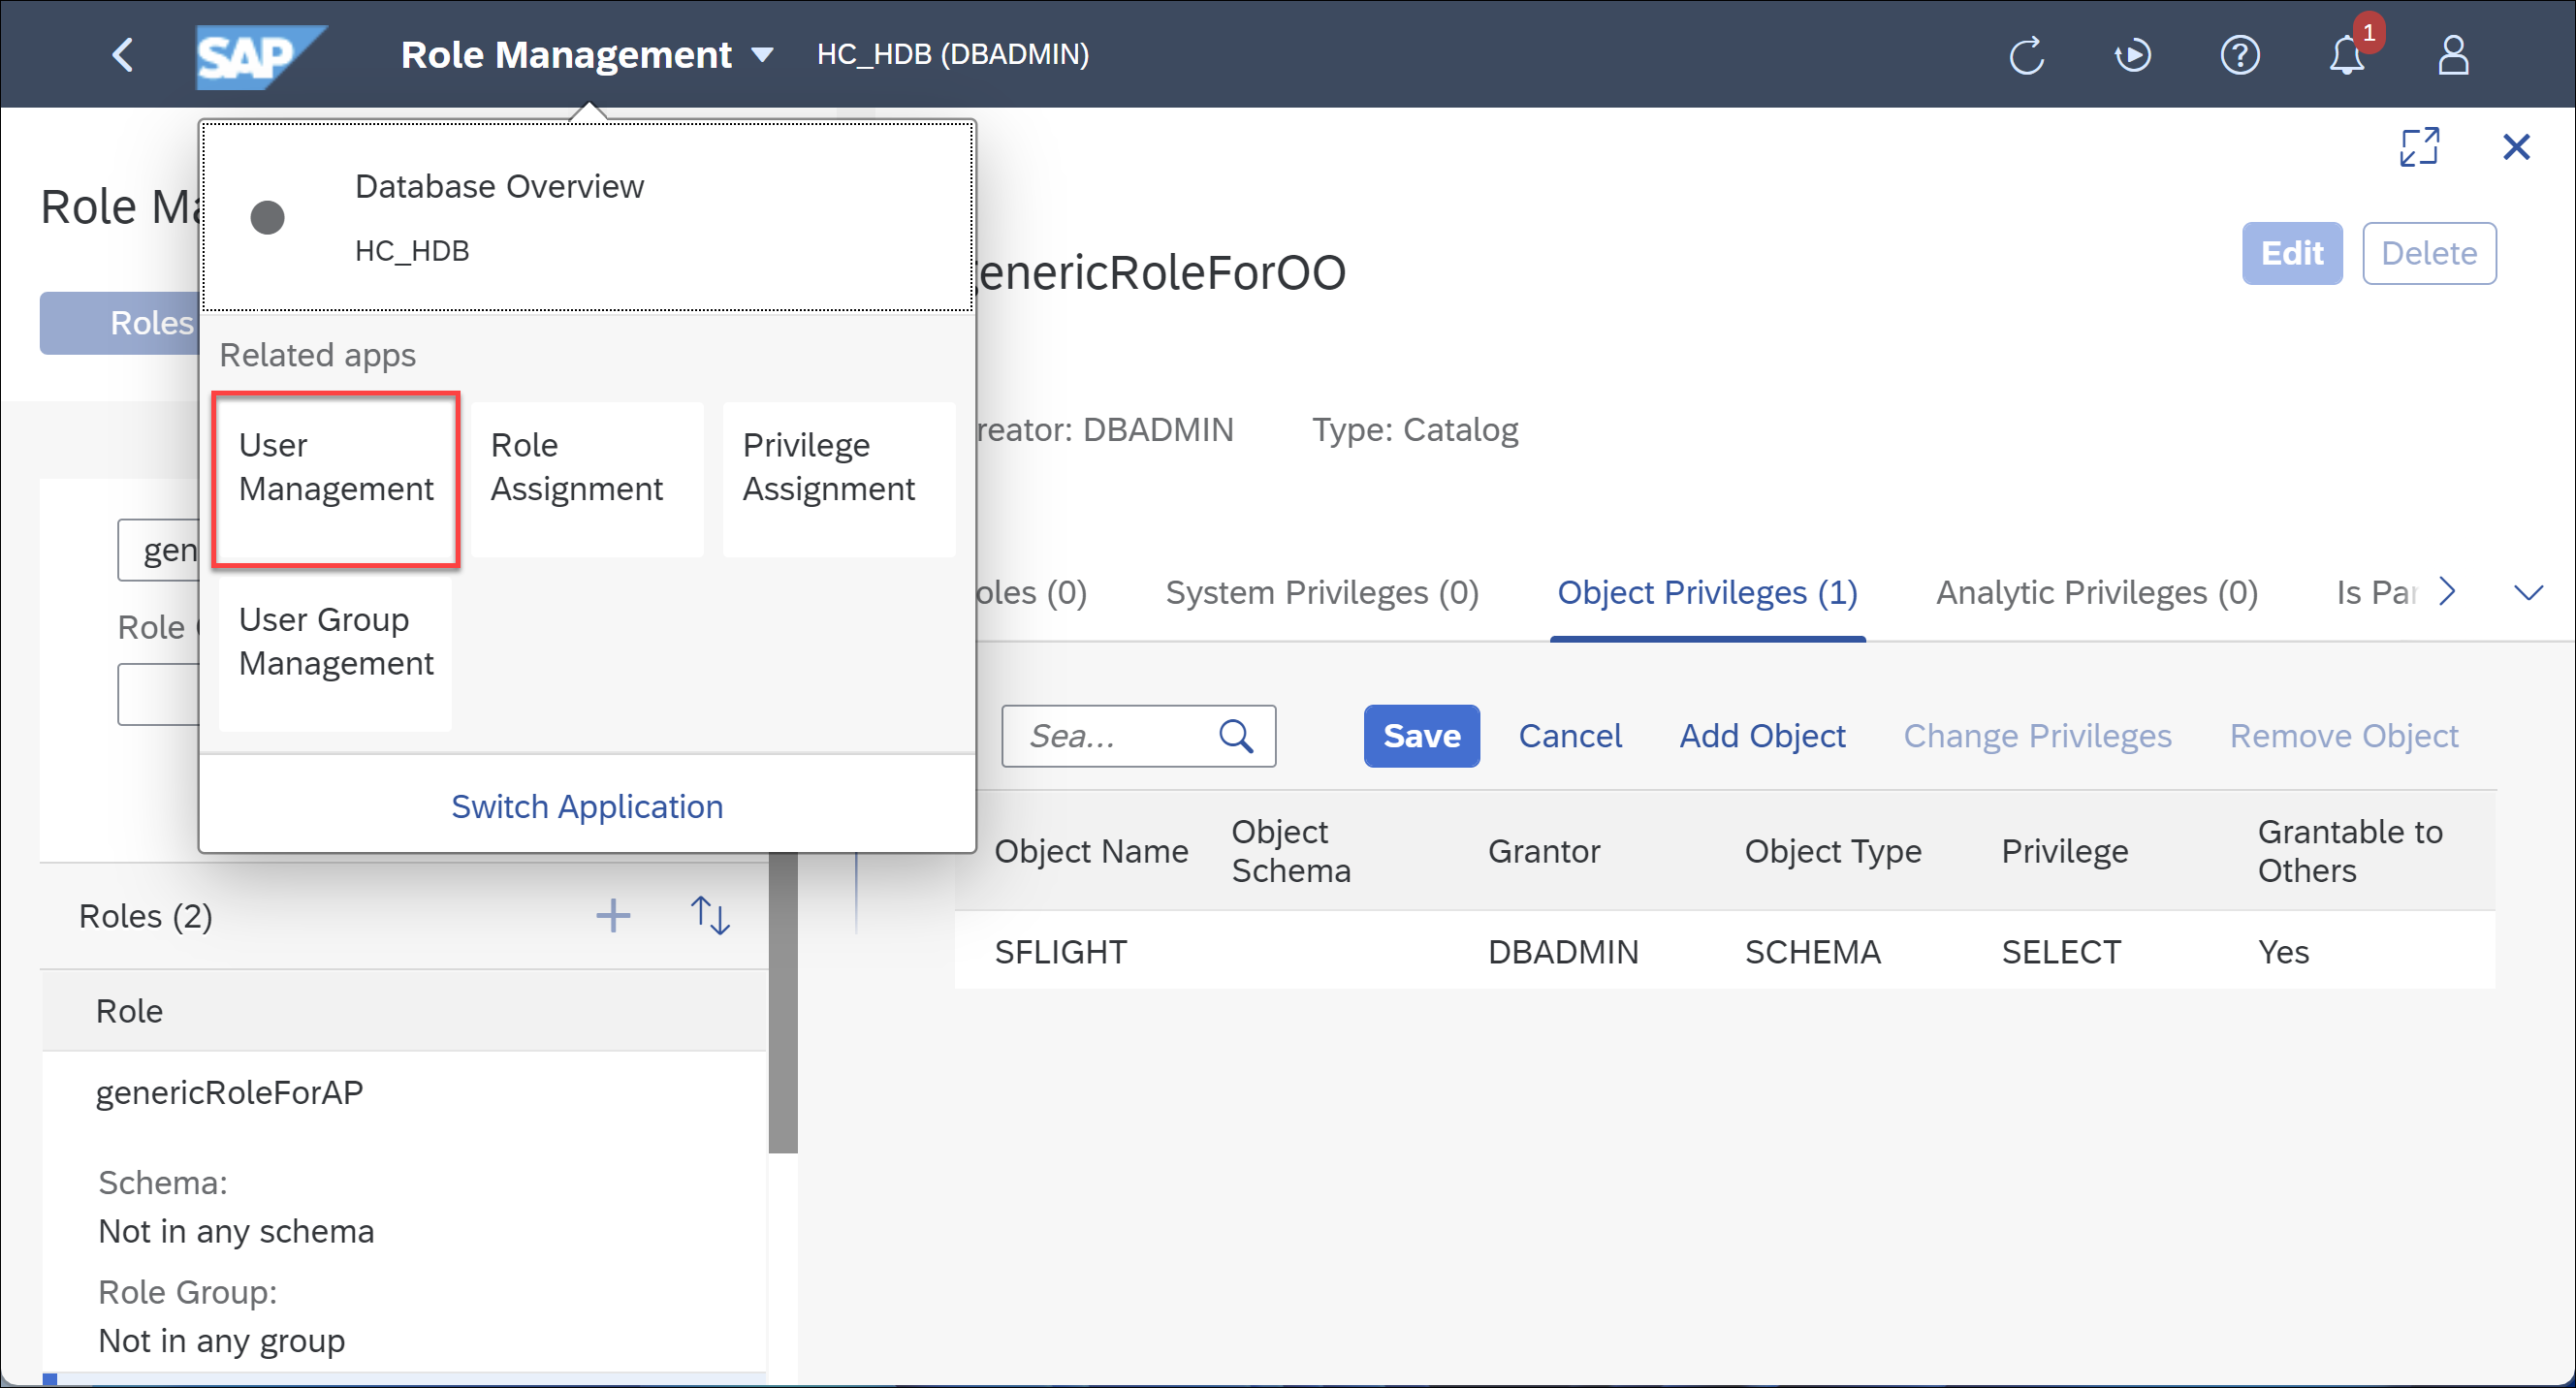 SAP
Role Management
HC_HDB (DBADMIN)
1
Database Overview
HC_HDB
Related apps
User
Management
Role
Assignment
Privilege
Assignment
User Group
Management
Switch Application
Role Ma
Roles
gen
Role
Roles (2)
Role
genericRoleForAP
Schema:
Not in any schema
Role Group:
Not in any group
enericRoleForOO
Edit
Delete
reator: DBADMIN
Type: Catalog
oles (0)
System Privileges (0)
Object Privileges (1)
Analytic Privileges (0)
Is Par
Sea...
Save
Cancel
Add Object
Change Privileges
Remove Object
Object Name
Object
Schema
Grantor
Object Type
Privilege
Grantable to
Others
SFLIGHT
DBADMIN
SCHEMA
SELECT
Yes